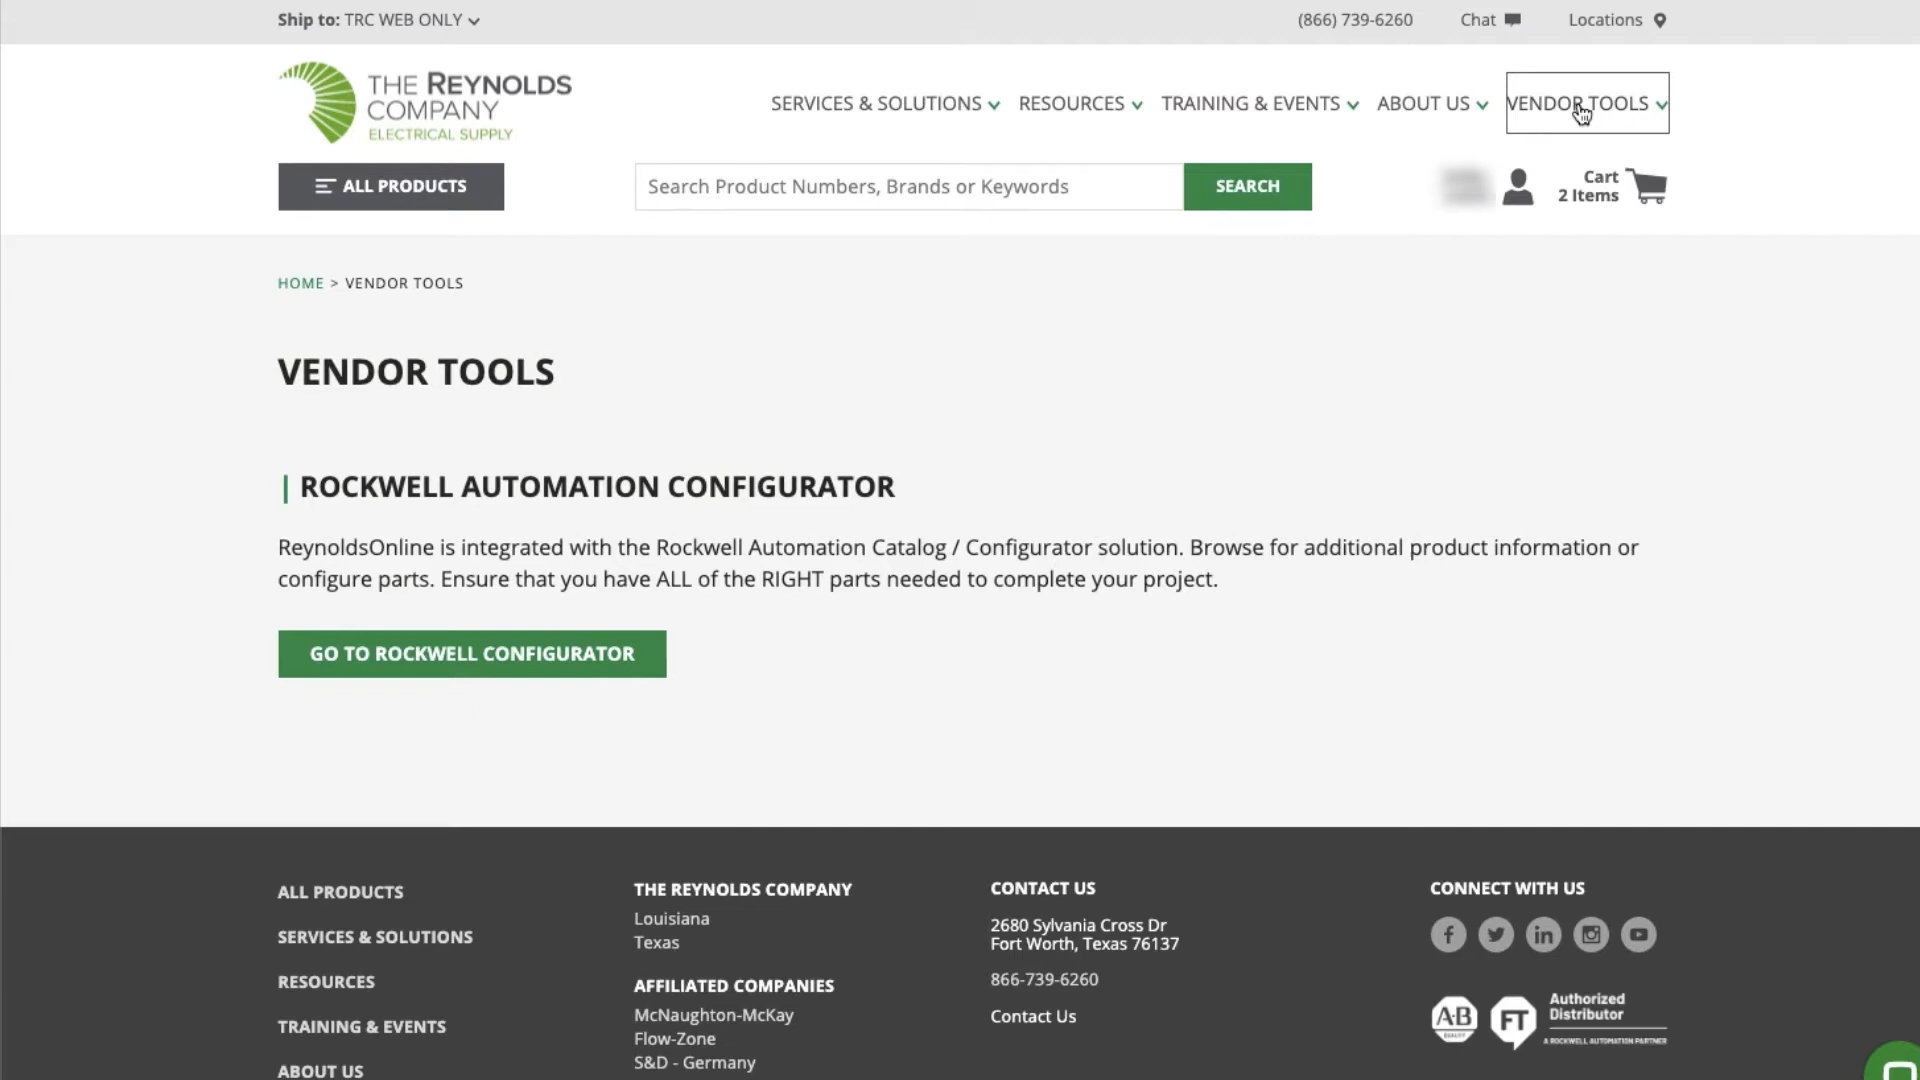 Ship to: TRC WEB ONLY
(866) 739-6260
Chat
Locations
THE REYNOLDS
COMPANY
ELECTRICAL SUPPLY
SERVICES & SOLUTIONS
RESOURCES
TRAINING & EVENTS
ABOUT US
VENDOR TOOLS
ALL PRODUCTS
Search Product Numbers, Brands or Keywords
SEARCH
Cart
2 Items
HOME > VENDOR TOOLS
VENDOR TOOLS
ROCKWELL AUTOMATION CONFIGURATOR
ReynoldsOnline is integrated with the Rockwell Automation Catalog / Configurator solution. Browse for additional product information or
configure parts. Ensure that you have ALL of the RIGHT parts needed to complete your project.
GO TO ROCKWELL CONFIGURATOR
ALL PRODUCTS
SERVICES & SOLUTIONS
RESOURCES
TRAINING & EVENTS
ABOUT US
THE REYNOLDS COMPANY
Louisiana
Texas
AFFILIATED COMPANIES
McNaughton-McKay
Flow-Zone
S&D - Germany
CONTACT US
2680 Sylvania Cross Dr
Fort Worth, Texas 76137
866-739-6260
Contact Us
CONNECT WITH US
A-B
QUALITY
FT
Authorized
Distributor
A ROCKWELL AUTOMATION PARTNER